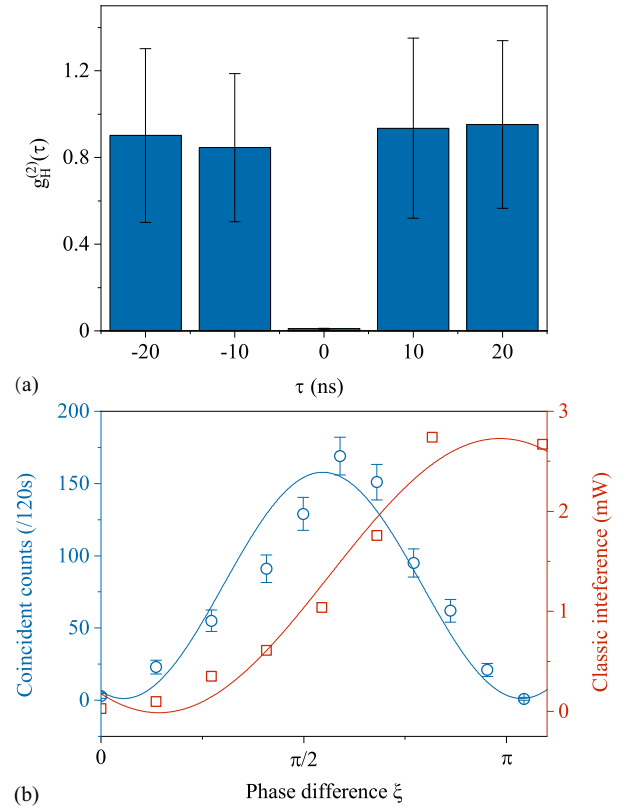 1.2
0.8
0.4
0
g_H^(2)(τ)
-20 -10 0 10 20
τ (ns)
(a)
200
150
100
50
0
Coincident counts (/120s)
3
2
1
0
Classic inteference (mW)
0 π/2 π
Phase difference ξ
(b)